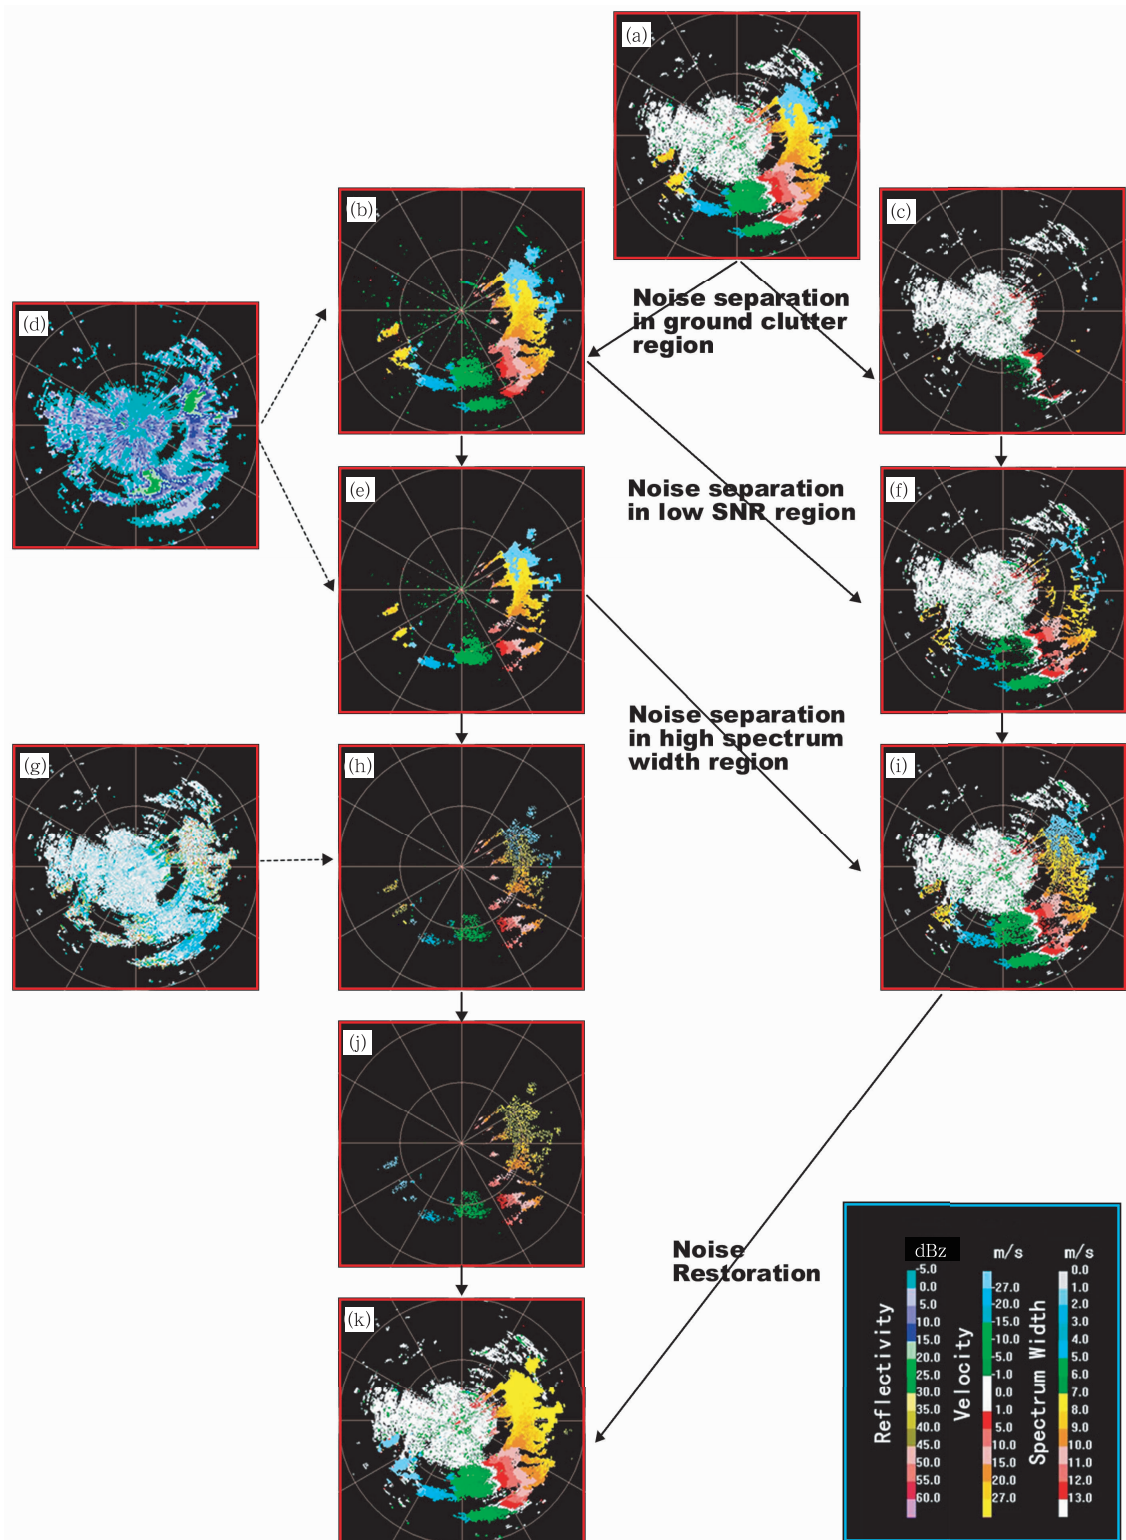 (a)
(b)
(c)
Noise separation
in ground clutter
region
(d)
(e)
Noise separation
in low SNR region
(f)
Noise separation
in high spectrum
width region
(g)
(h)
(i)
(j)
Noise
Restoration
(k)
dBz
m/s
m/s
Reflectivity
-5.0
0.0
5.0
10.0
15.0
20.0
25.0
30.0
35.0
40.0
45.0
50.0
55.0
60.0
Velocity
-27.0
-20.0
-15.0
-10.0
-5.0
-1.0
0.0
1.0
5.0
10.0
15.0
20.0
27.0
Spectrum Width
0.0
1.0
2.0
3.0
4.0
5.0
6.0
7.0
8.0
9.0
10.0
11.0
12.0
13.0